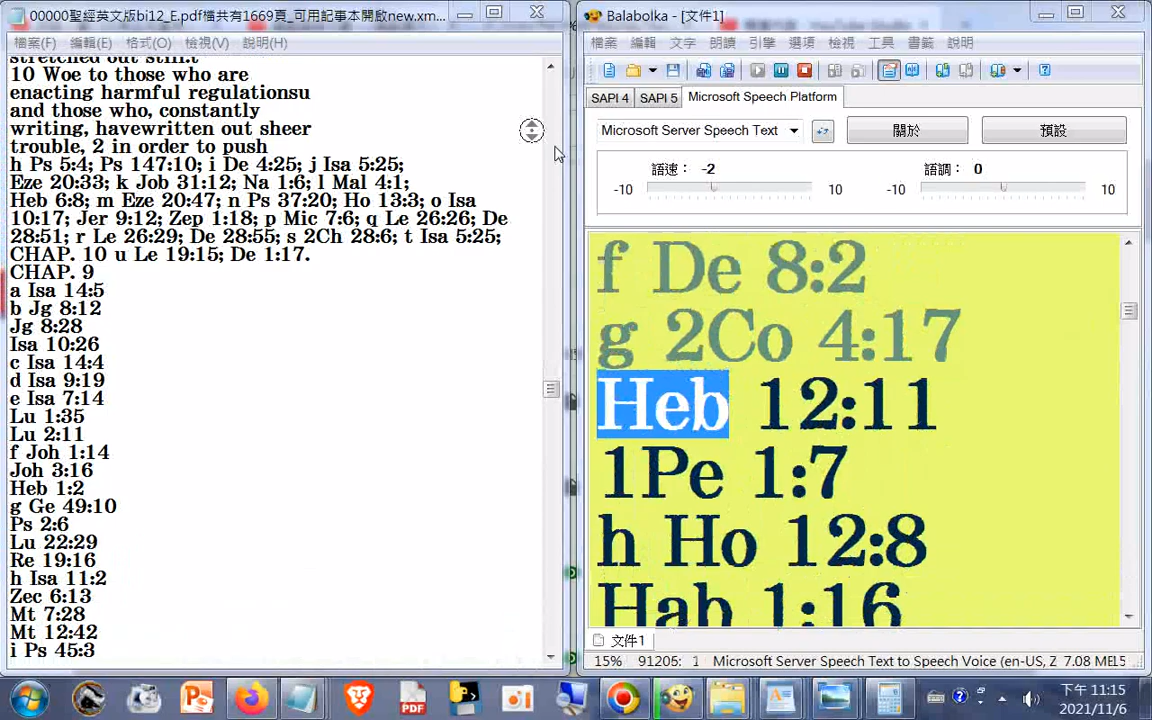 00000聖經英文版bi12_E.pdf檔共有1669頁_可用記事本開啟new.xm...
檔案(F) 編輯(E) 格式(O) 檢視(V) 說明(H)
stretched out still.t
10 Woe to those who are
enacting harmful regulationsu
and those who, constantly
writing, havewritten out sheer
trouble, 2 in order to push
h Ps 5:4; Ps 147:10; i De 4:25; j Isa 5:25;
Eze 20:33; k Job 31:12; Na 1:6; l Mal 4:1;
Heb 6:8; m Eze 20:47; n Ps 37:20; Ho 13:3; o Isa
10:17; Jer 9:12; Zep 1:18; p Mic 7:6; q Le 26:26; De
28:51; r Le 26:29; De 28:55; s 2Ch 28:6; t Isa 5:25;
CHAP. 10 u Le 19:15; De 1:17.
CHAP. 9
a Isa 14:5
b Jg 8:12
Jg 8:28
Isa 10:26
c Isa 14:4
d Isa 9:19
e Isa 7:14
Lu 1:35
Lu 2:11
f Joh 1:14
Joh 3:16
Heb 1:2
g Ge 49:10
Ps 2:6
Lu 22:29
Re 19:16
h Isa 11:2
Zec 6:13
Mt 7:28
Mt 12:42
i Ps 45:3
Balabolka - [文件1]
檔案 編輯 文字 朗讀 引擎 選項 檢視 工具 書籤 說明
SAPI 4 SAPI 5 Microsoft Speech Platform
Microsoft Server Speech Text 關於 預設
語速： -2 語調： 0
-10 10 -10 10
f De 8:2
g 2Co 4:17
Heb 12:11
1Pe 1:7
h Ho 12:8
Hab 1:16
文件1
15% 91205: 1 Microsoft Server Speech Text to Speech Voice (en-US, Z 7.08 ME
PDF
下午 11:15
2021/11/6